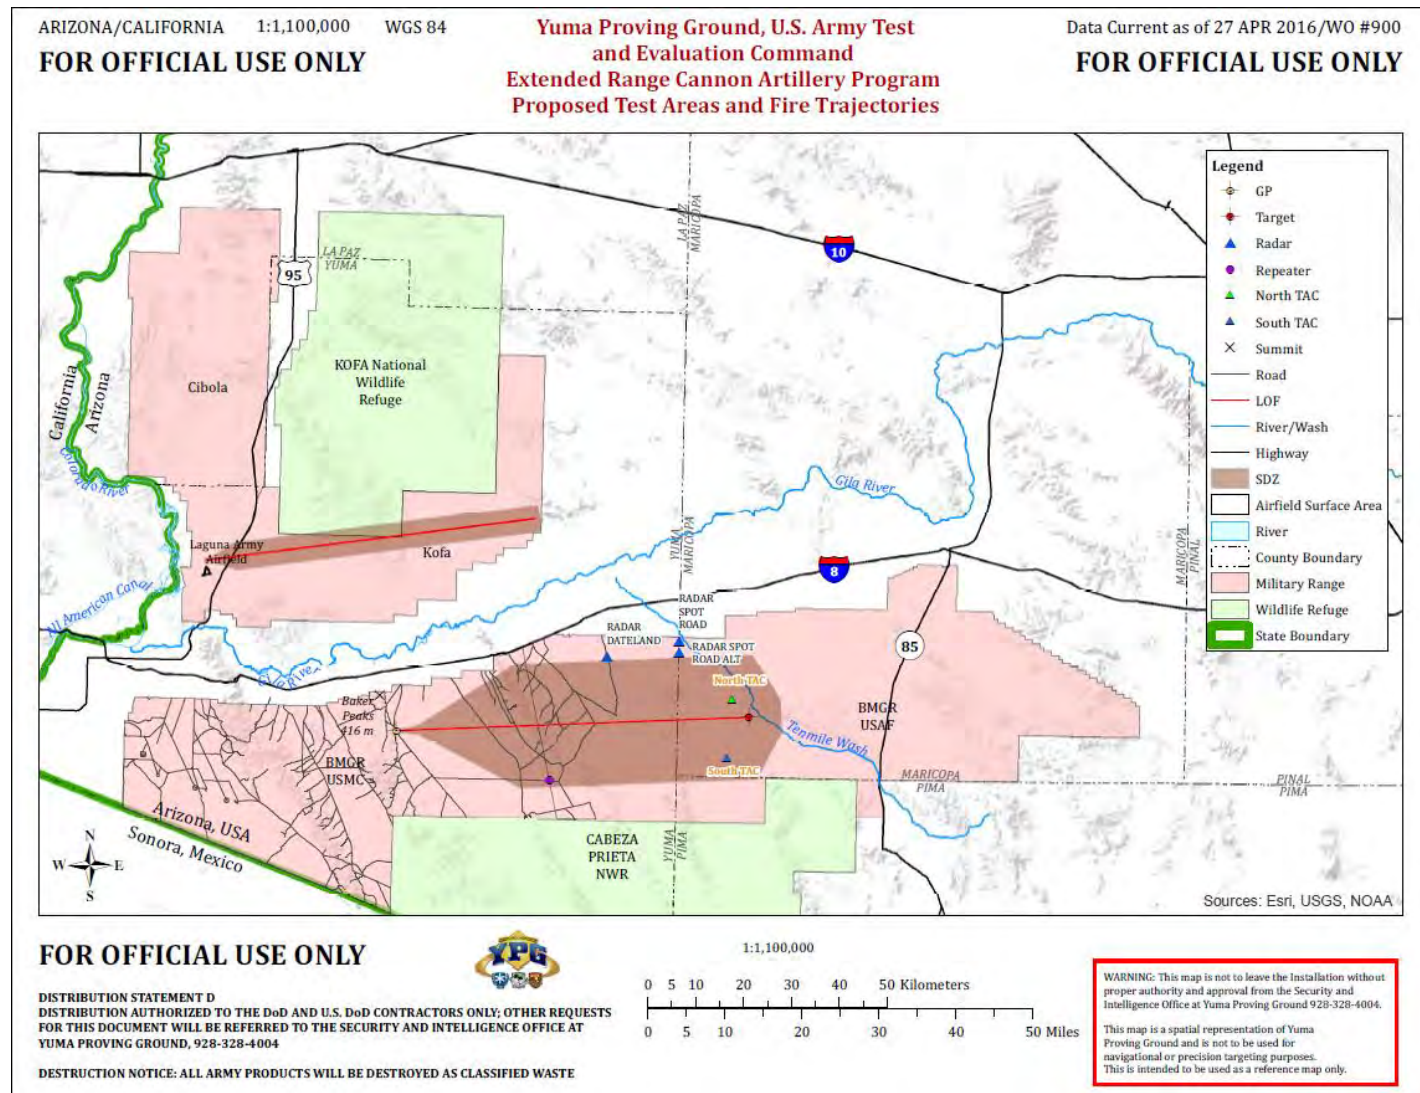 ARIZONA/CALIFORNIA 1:1,100,000 WGS 84
FOR OFFICIAL USE ONLY
Yuma Proving Ground, U.S. Army Test
and Evaluation Command
Extended Range Cannon Artillery Program
Proposed Test Areas and Fire Trajectories
Data Current as of 27 APR 2016/WO #900
FOR OFFICIAL USE ONLY
Legend
GP
Target
Radar
Repeater
North TAC
South TAC
Summit
Road
LOF
River/Wash
Highway
SDZ
Airfield Surface Area
River
County Boundary
Military Range
Wildlife Refuge
State Boundary
LA PAZ
MARICOPA
10
95
LA PAZ
YUMA
KOFA National
Wildlife
Refuge
Cibola
California
Arizona
Colorado River
Gila River
Laguna Army
Airfield
Kofa
YUMA
MARICOPA
MARICOPA
PINAL
8
All American Canal
RADAR
SPOT
ROAD
RADAR
DATELAND
RADAR SPOT
ROAD ALT
85
Gila River
North TAC
Baker
Peaks
416 m
BMGR
USAF
Tenmile Wash
BMGR
USMC
South TAC
MARICOPA
PIMA
PINAL
PIMA
Arizona, USA
Sonora, Mexico
CABEZA
PRIETA
NWR
YUMA
PIMA
N
W E
S
Sources: Esri, USGS, NOAA
FOR OFFICIAL USE ONLY
YPG
DISTRIBUTION STATEMENT D
DISTRIBUTION AUTHORIZED TO THE DoD AND U.S. DoD CONTRACTORS ONLY; OTHER REQUESTS
FOR THIS DOCUMENT WILL BE REFERRED TO THE SECURITY AND INTELLIGENCE OFFICE AT
YUMA PROVING GROUND, 928-328-4004
DESTRUCTION NOTICE: ALL ARMY PRODUCTS WILL BE DESTROYED AS CLASSIFIED WASTE
1:1,100,000
0 5 10 20 30 40 50 Kilometers
0 5 10 20 30 40 50 Miles
WARNING: This map is not to leave the Installation without
proper authority and approval from the Security and
Intelligence Office at Yuma Proving Ground 928-328-4004.
This map is a spatial representation of Yuma
Proving Ground and is not to be used for
navigational or precision targeting purposes.
This is intended to be used as a reference map only.